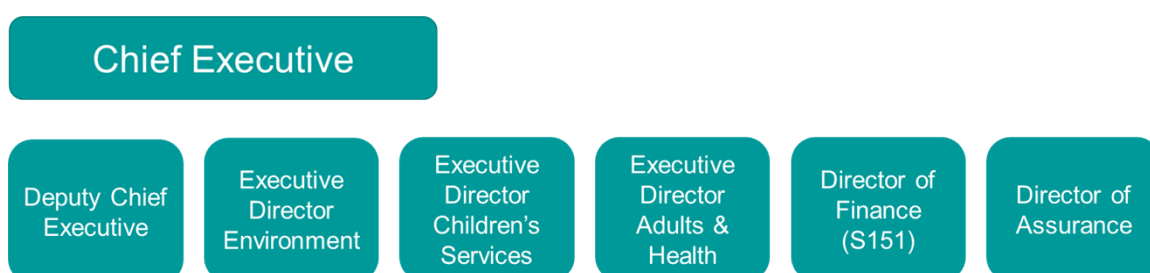 Chief Executive
Deputy Chief
Executive
Executive
Director
Environment
Executive
Director
Children’s
Services
Executive
Director
Adults &
Health
Director of
Finance
(S151)
Director of
Assurance